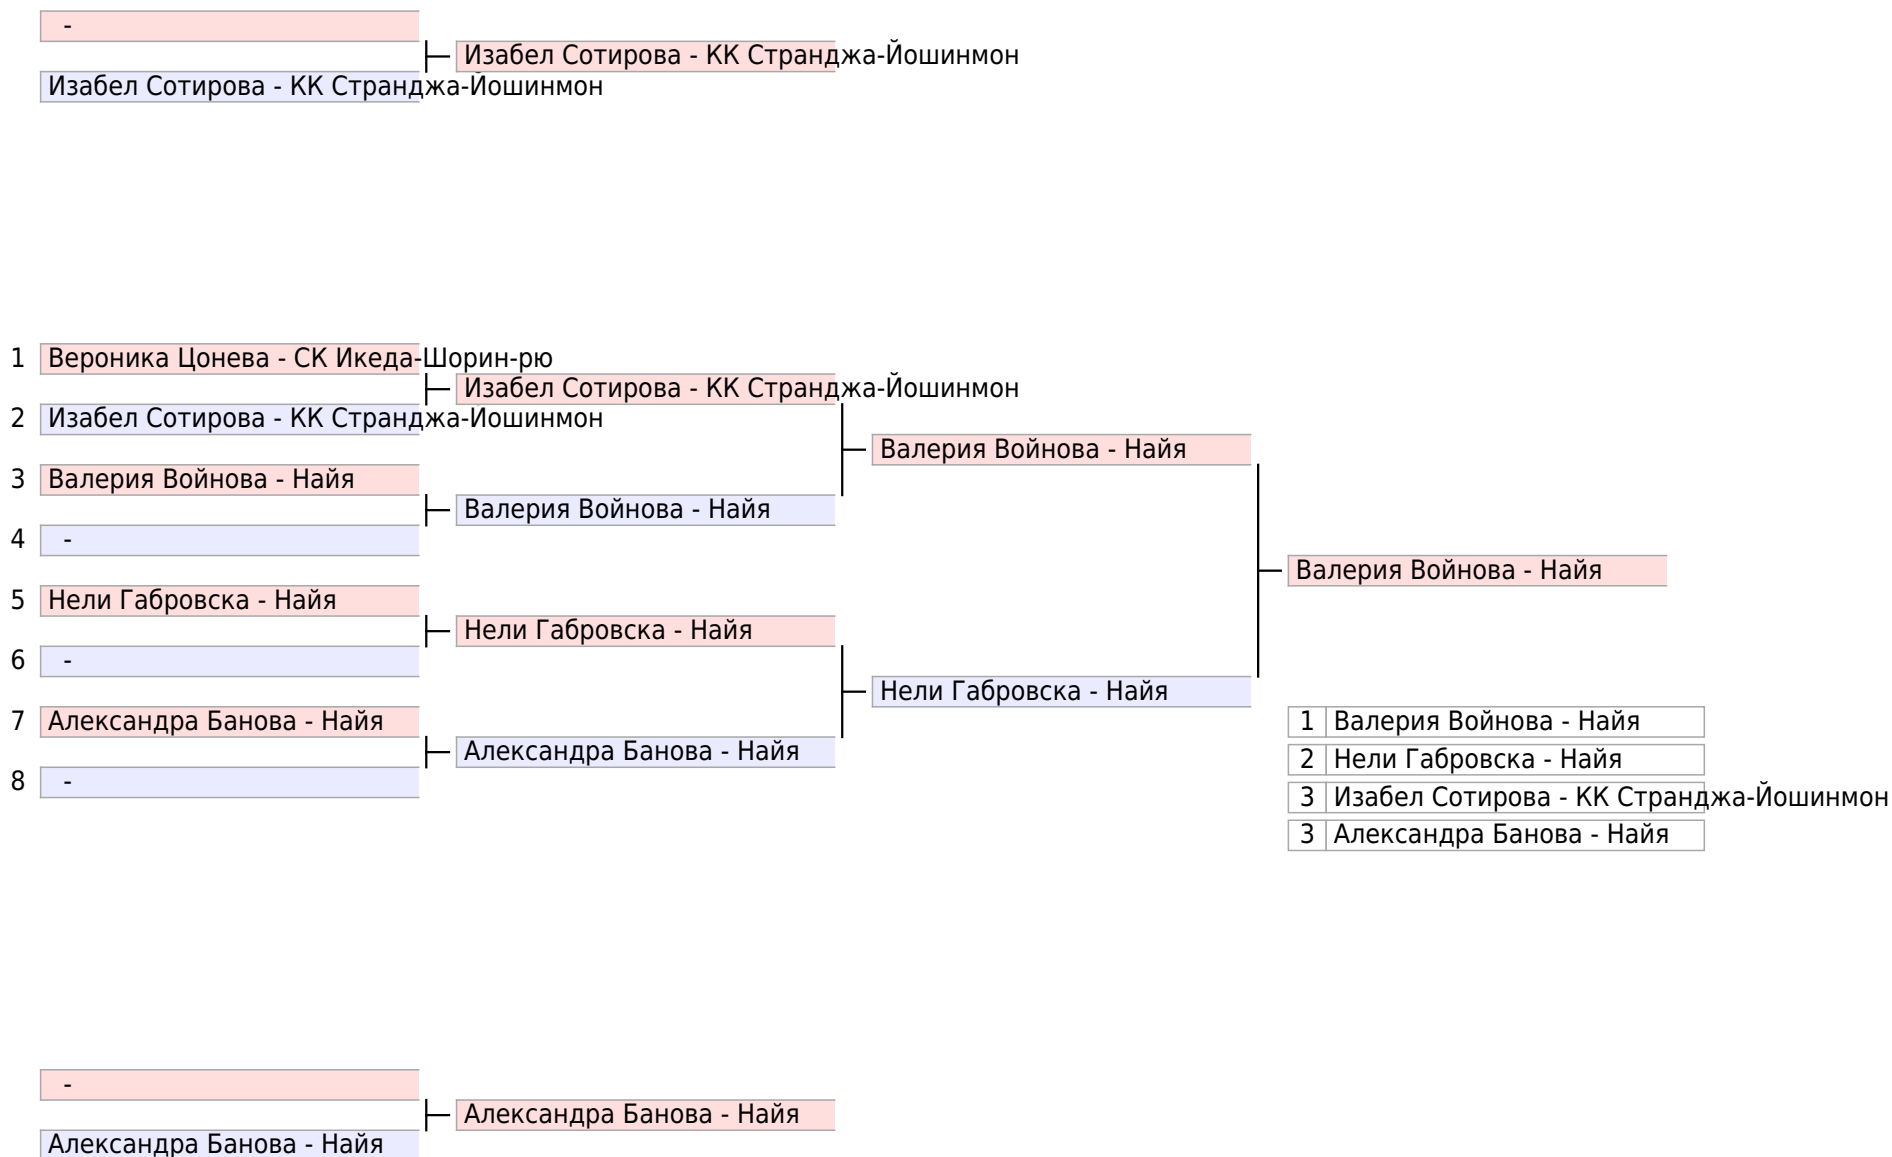 -
Изабел Сотирова - КК Странджа-Йошинмон
Изабел Сотирова - КК Странджа-Йошинмон
1 Вероника Цонева - СК Икеда-Шорин-рю
Изабел Сотирова - КК Странджа-Йошинмон
2 Изабел Сотирова - КК Странджа-Йошинмон
Валерия Войнова - Найя
3 Валерия Войнова - Найя
Валерия Войнова - Найя
4 -
Валерия Войнова - Найя
5 Нели Габровска - Найя
Нели Габровска - Найя
6 -
Нели Габровска - Найя
7 Александра Банова - Найя
Александра Банова - Найя
8 -
1 Валерия Войнова - Найя
2 Нели Габровска - Найя
3 Изабел Сотирова - КК Странджа-Йошинмон
3 Александра Банова - Найя
-
Александра Банова - Найя
Александра Банова - Найя